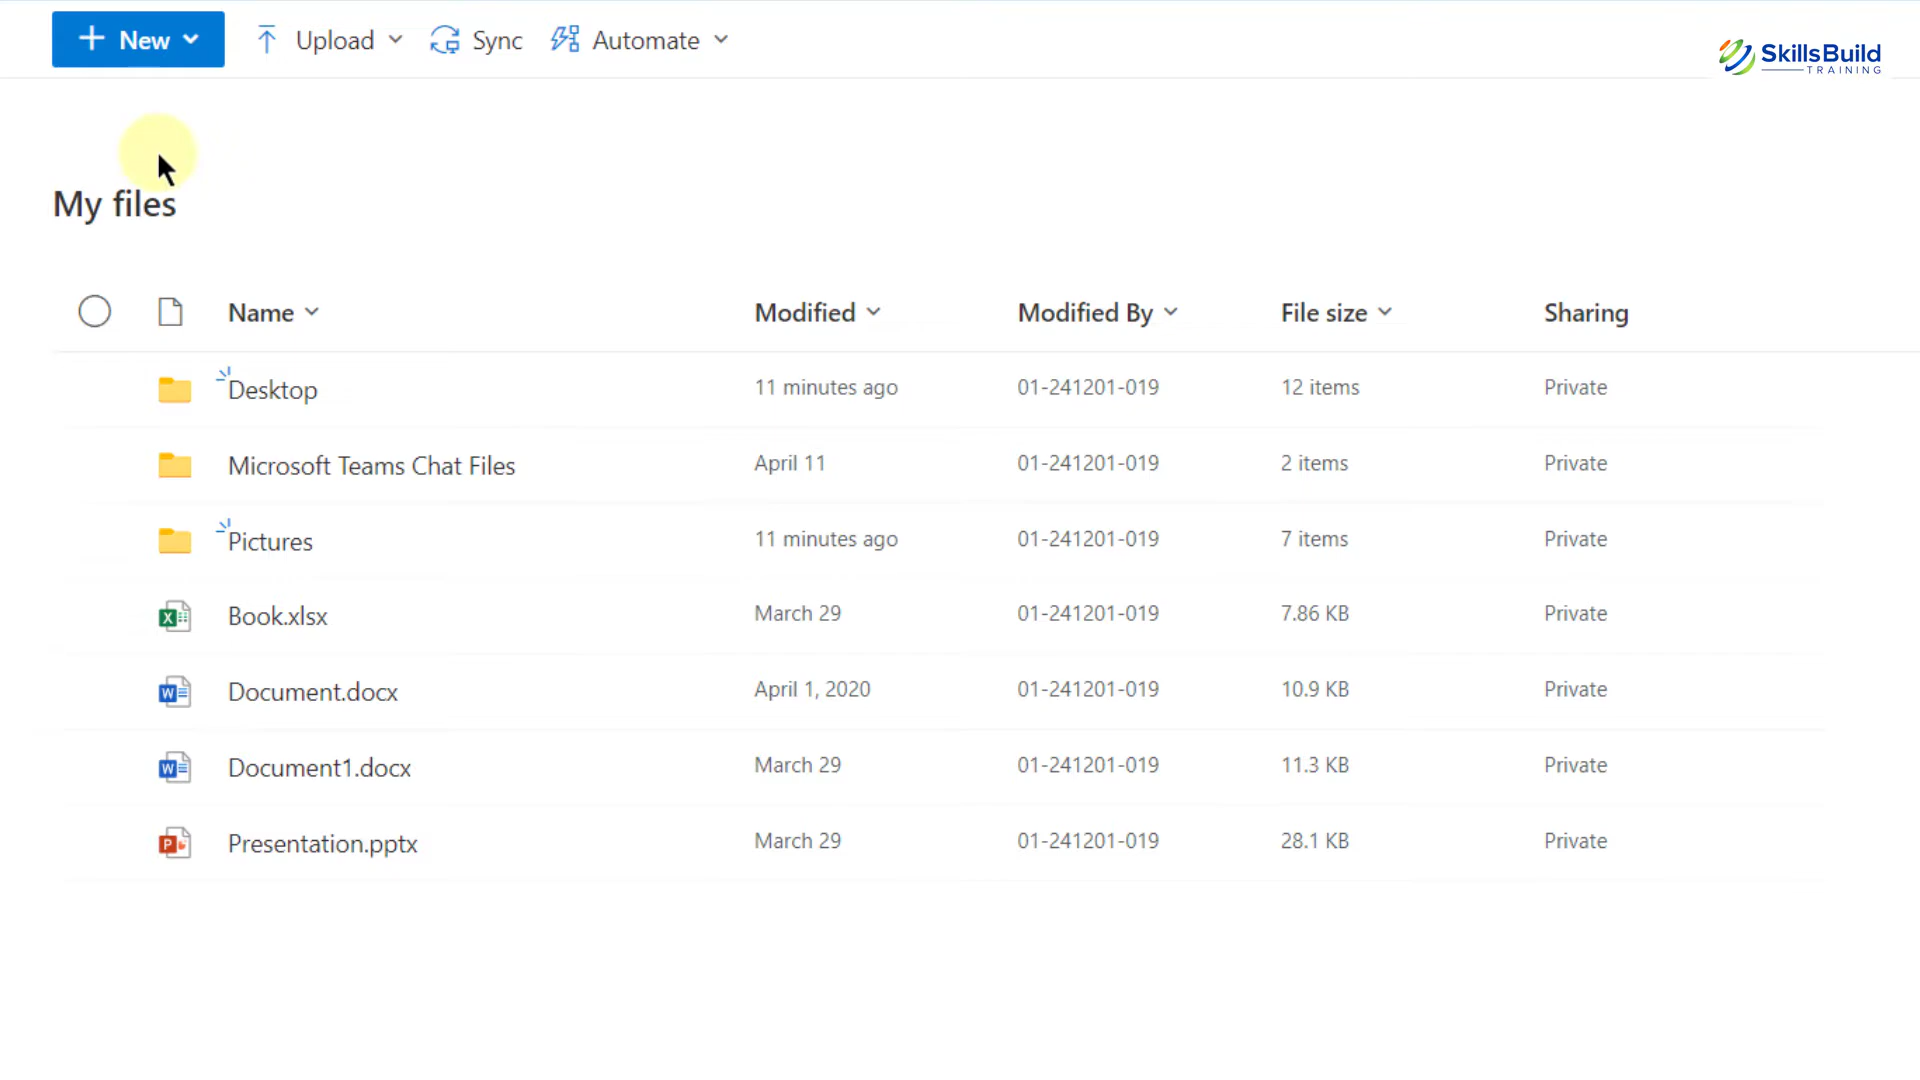 New Upload Sync Automate
SkillsBuild
TRAINING
My files
Name Modified Modified By File size Sharing
Desktop 11 minutes ago 01-241201-019 12 items Private
Microsoft Teams Chat Files April 11 01-241201-019 2 items Private
Pictures 11 minutes ago 01-241201-019 7 items Private
Book.xlsx March 29 01-241201-019 7.86 KB Private
Document.docx April 1, 2020 01-241201-019 10.9 KB Private
Document1.docx March 29 01-241201-019 11.3 KB Private
Presentation.pptx March 29 01-241201-019 28.1 KB Private